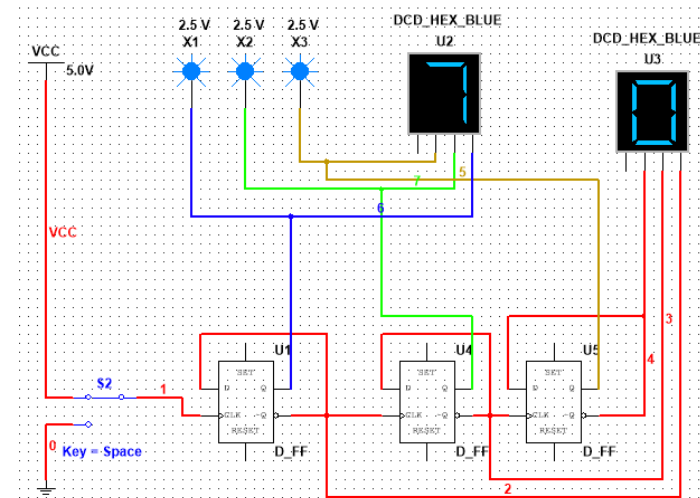 2.5 V 2.5 V 2.5 V
X1 X2 X3
DCD_HEX_BLUE
U2
DCD_HEX_BLUE
U3
VCC
5.0V
7
0
5
7
6
VCC
3
4
S2
1
0
Key = Space
U1
SET
D Q
CLK ~Q
RESET
D_FF
U4
SET
D Q
CLK ~Q
RESET
D_FF
U5
SET
D Q
CLK ~Q
RESET
D_FF
2